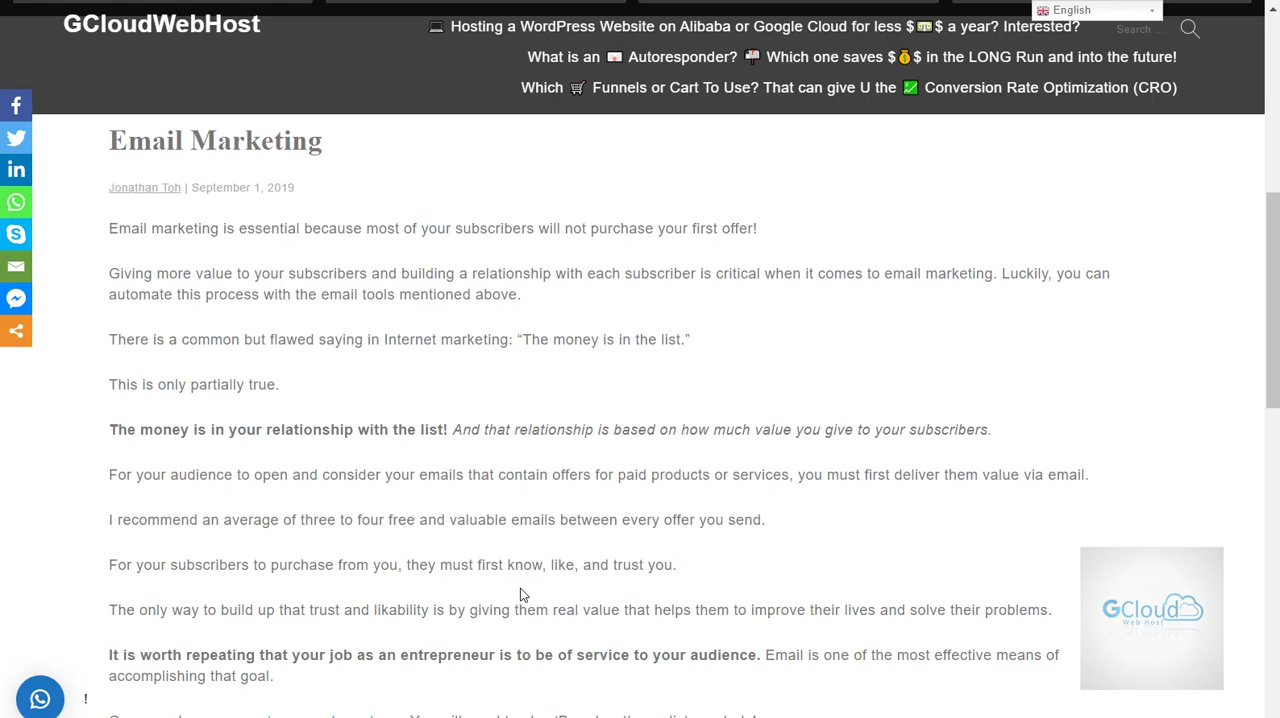 GCloudWebHost
Hosting a WordPress Website on Alibaba or Google Cloud for less $💵$ a year? Interested?
English
Search ...
What is an 💌 Autoresponder? 📬 Which one saves $💰$ in the LONG Run and into the future!
Which 🛒 Funnels or Cart To Use? That can give U the 💹 Conversion Rate Optimization (CRO)
Email Marketing
Jonathan Toh | September 1, 2019
Email marketing is essential because most of your subscribers will not purchase your first offer!
Giving more value to your subscribers and building a relationship with each subscriber is critical when it comes to email marketing. Luckily, you can
automate this process with the email tools mentioned above.
There is a common but flawed saying in Internet marketing: “The money is in the list.”
This is only partially true.
The money is in your relationship with the list! And that relationship is based on how much value you give to your subscribers.
For your audience to open and consider your emails that contain offers for paid products or services, you must first deliver them value via email.
I recommend an average of three to four free and valuable emails between every offer you send.
For your subscribers to purchase from you, they must first know, like, and trust you.
The only way to build up that trust and likability is by giving them real value that helps them to improve their lives and solve their problems.
It is worth repeating that your job as an entrepreneur is to be of service to your audience. Email is one of the most effective means of
accomplishing that goal.
GCloud
Web Host
!